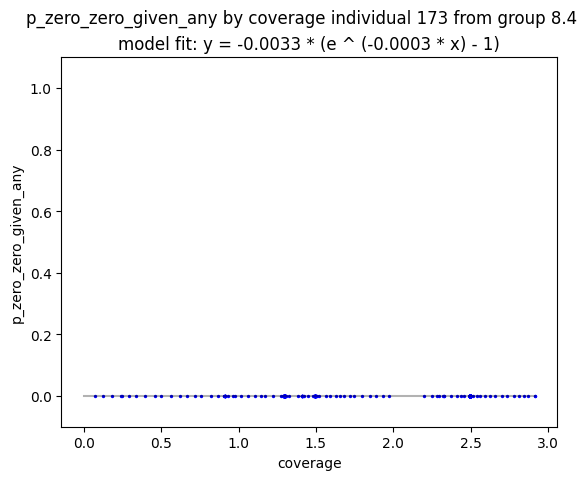 p_zero_zero_given_any by coverage individual 173 from group 8.4
model fit: y = -0.0033 * (e ^ (-0.0003 * x) - 1)
1.0
0.8
0.6
0.4
0.2
0.0
p_zero_zero_given_any
0.0 0.5 1.0 1.5 2.0 2.5 3.0
coverage